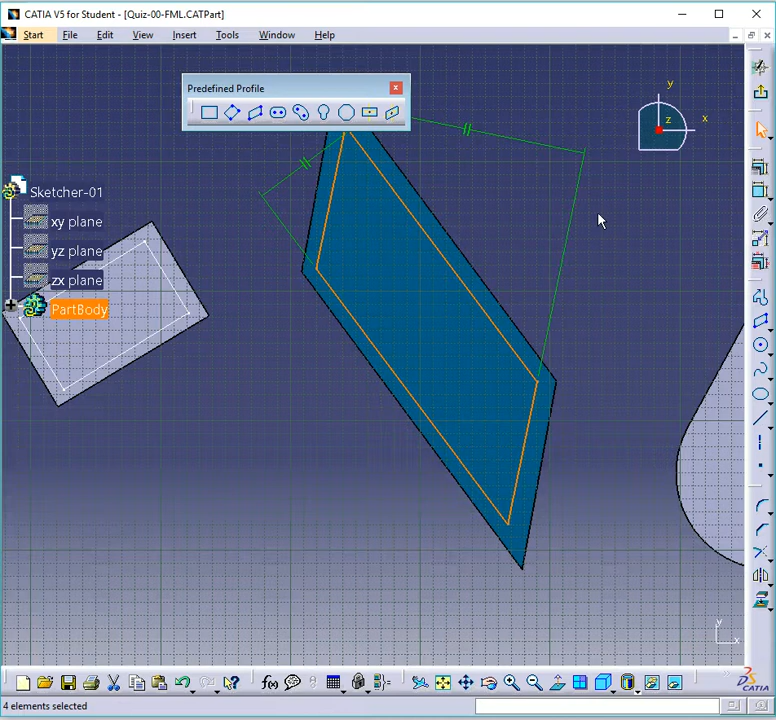 CATIA V5 for Student - [Quiz-00-FML.CATPart]
Start File Edit View Insert Tools Window Help
Predefined Profile
y
x
z
Sketcher-01
xy plane
yz plane
zx plane
PartBody
y
x
f(x)
DS
CATIA
4 elements selected